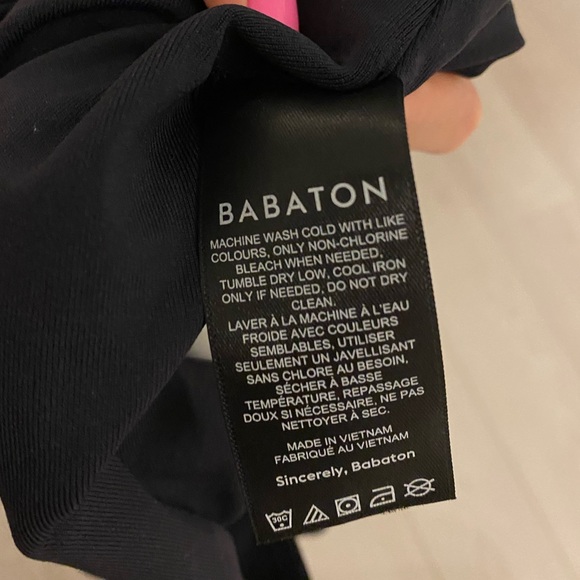 BABATON
MACHINE WASH COLD WITH LIKE
COLOURS, ONLY NON-CHLORINE
BLEACH WHEN NEEDED,
TUMBLE DRY LOW, COOL IRON
ONLY IF NEEDED, DO NOT DRY
CLEAN.
LAVER À LA MACHINE À L'EAU
FROIDE AVEC COULEURS
SEMBLABLES, UTILISER
SEULEMENT UN JAVELLISANT
SANS CHLORE AU BESOIN,
SÉCHER À BASSE
TEMPÉRATURE, REPASSAGE
DOUX SI NÉCESSAIRE, NE PAS
NETTOYER À SEC.
MADE IN VIETNAM
FABRIQUÉ AU VIETNAM
Sincerely, Babaton
30C